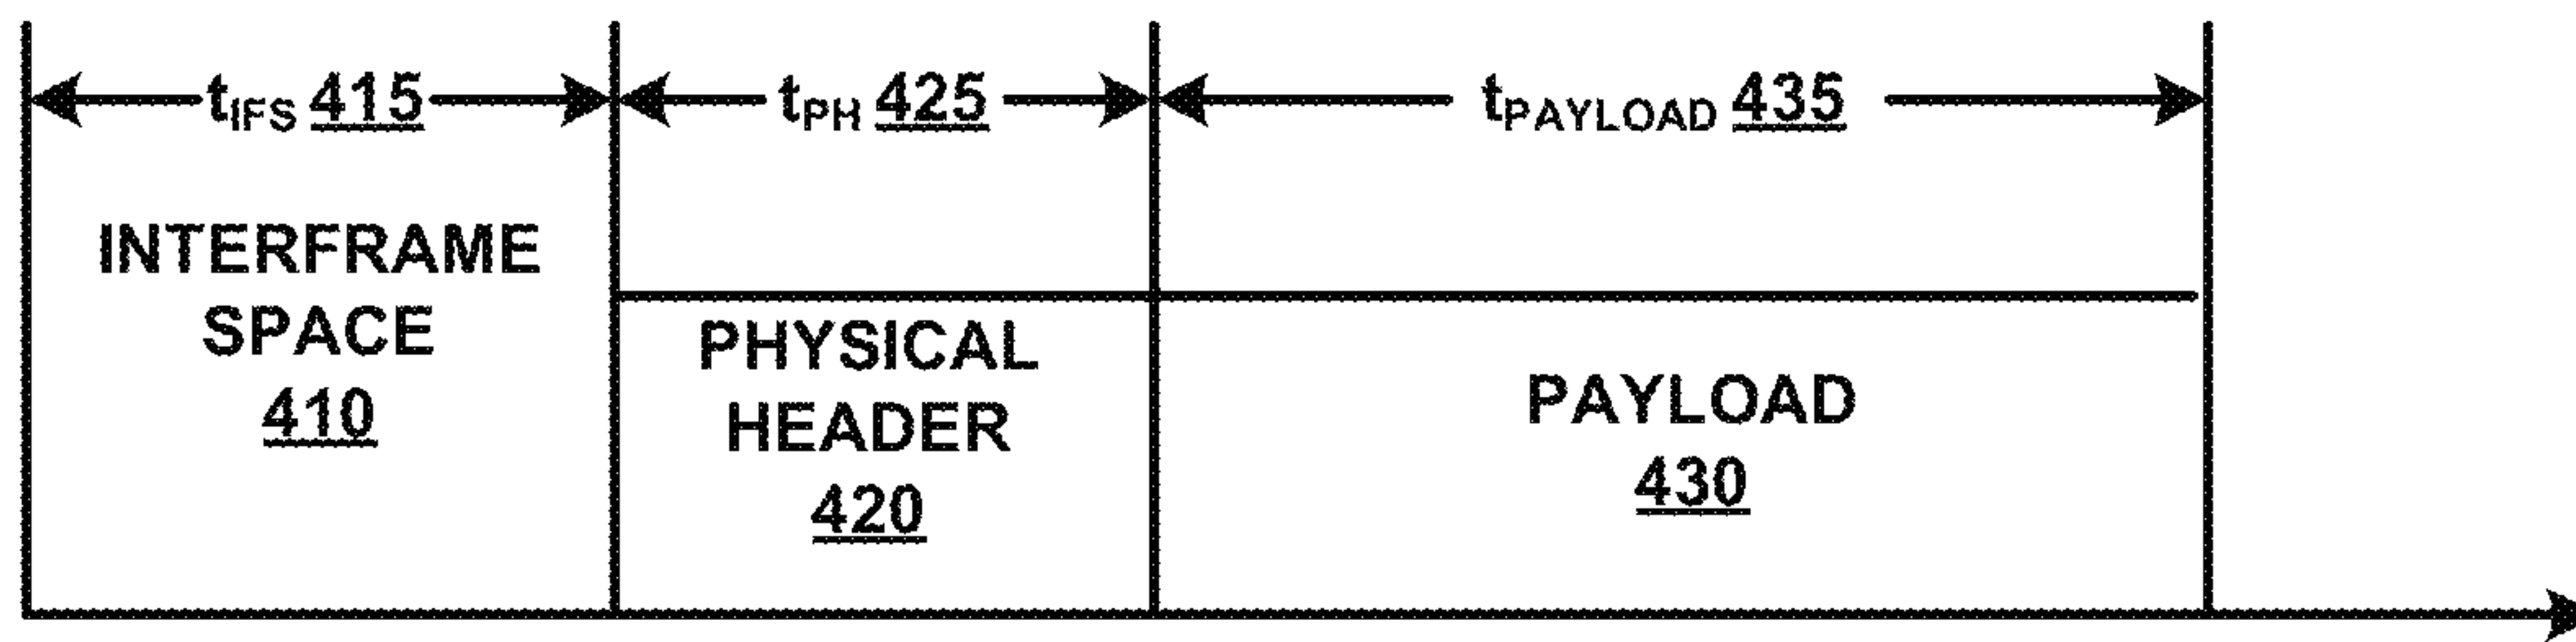 tIFS 415
tPH 425
tPAYLOAD 435
INTERFRAME
SPACE
410
PHYSICAL
HEADER
420
PAYLOAD
430